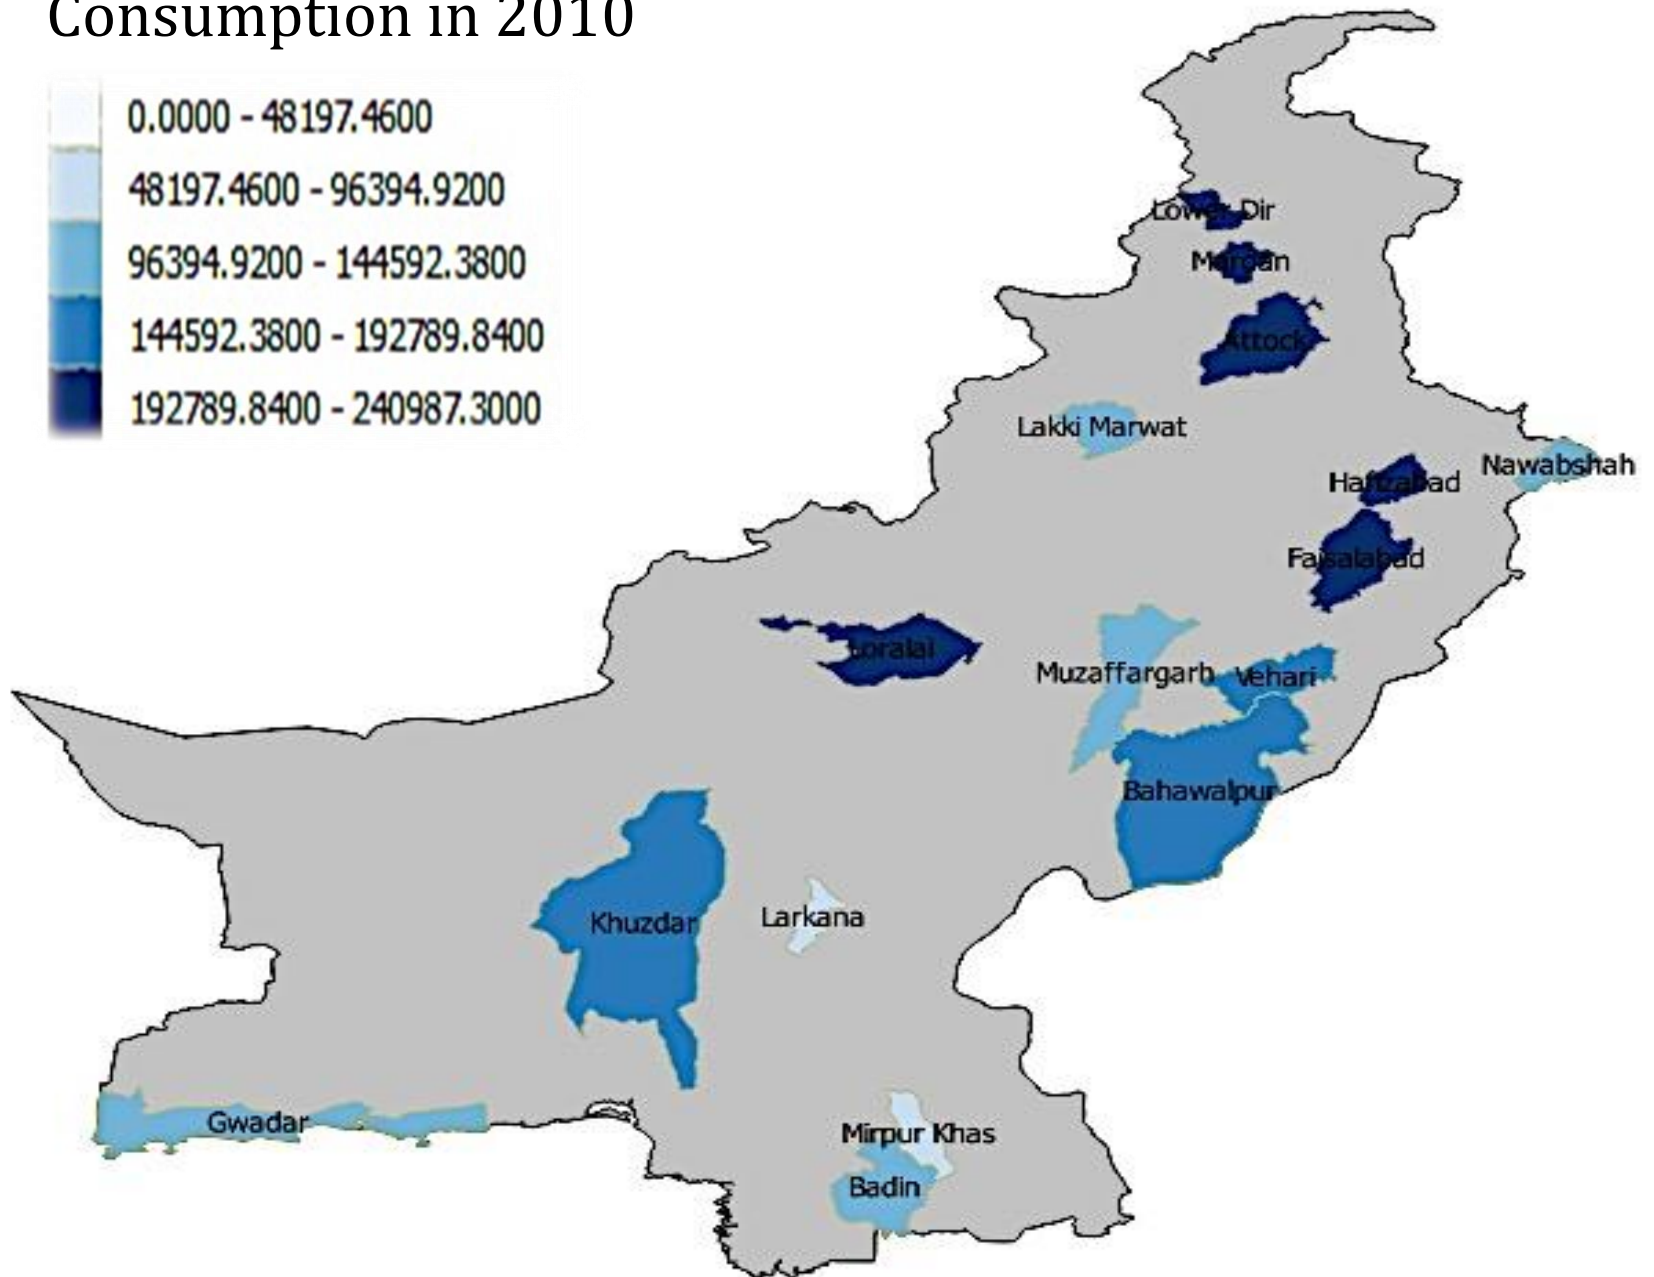 Consumption in 2010
0.0000 - 48197.4600
48197.4600 - 96394.9200
96394.9200 - 144592.3800
144592.3800 - 192789.8400
192789.8400 - 240987.3000
Lower Dir
Mardan
Attock
Lakki Marwat
Nawabshah
Hafizabad
Faisalabad
Loralai
Muzaffargarh
Vehari
Bahawalpur
Khuzdar
Larkana
Gwadar
Mirpur Khas
Badin